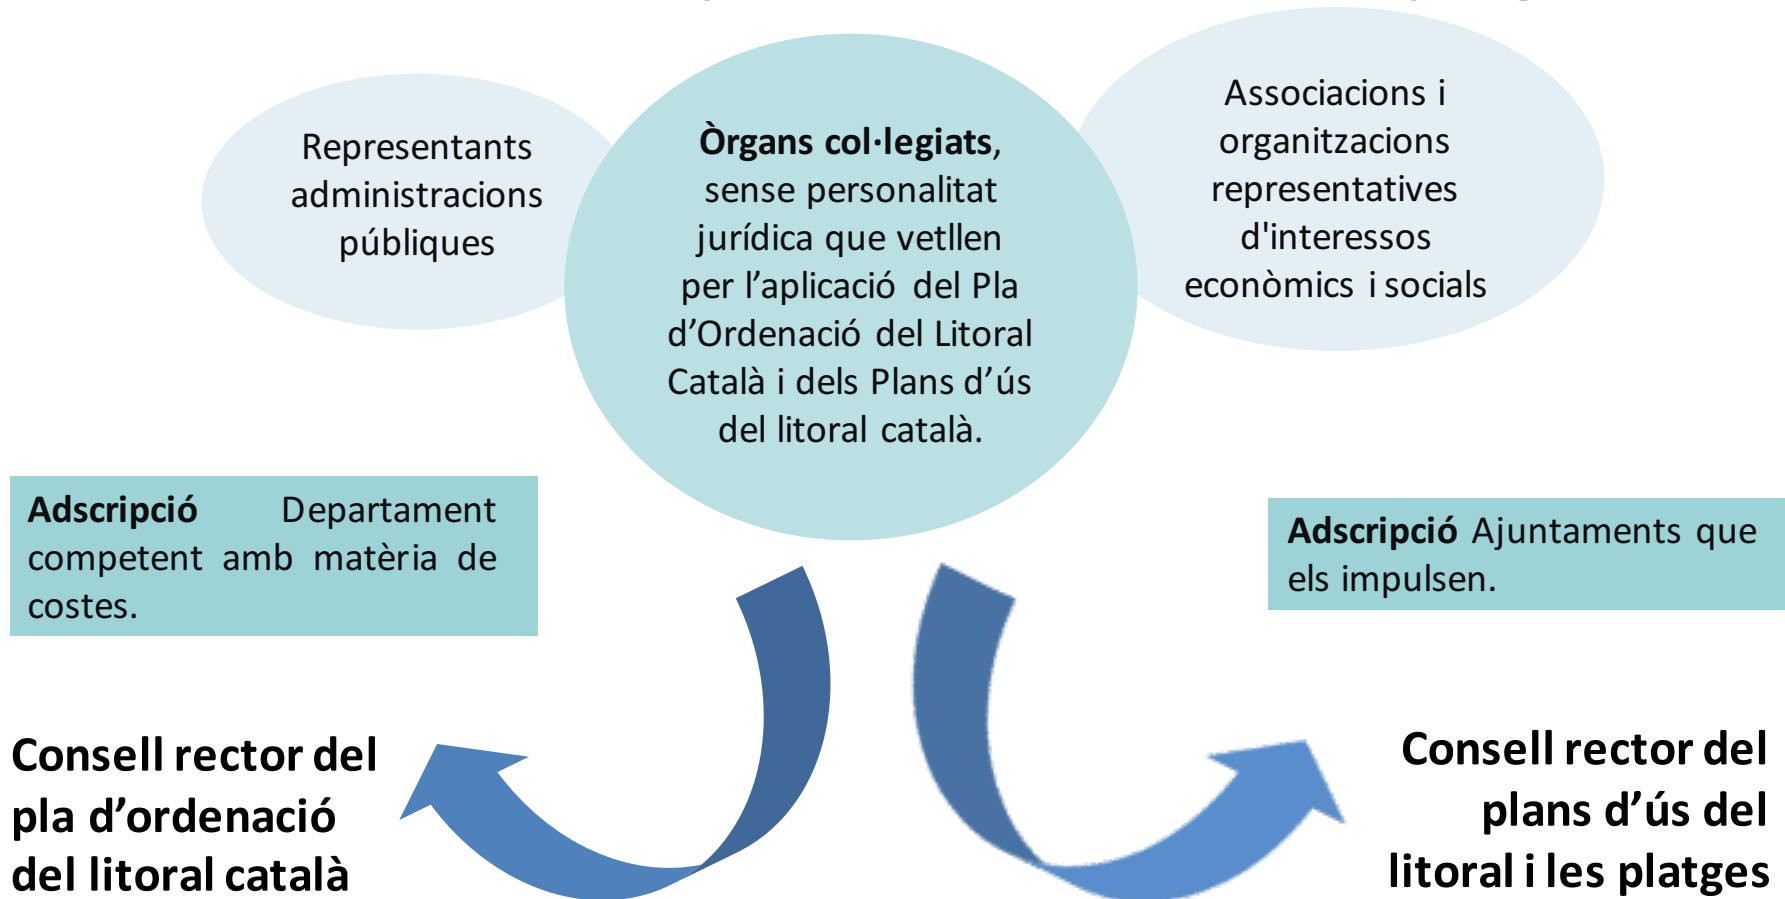 Representants
administracions
públiques
Òrgans col·legiats,
sense personalitat
jurídica que vetllen
per l’aplicació del Pla
d’Ordenació del Litoral
Català i dels Plans d’ús
del litoral català.
Associacions i
organitzacions
representatives
d'interessos
econòmics i socials
Adscripció Departament
competent amb matèria de
costes.
Adscripció Ajuntaments que
els impulsen.
Consell rector del
pla d’ordenació
del litoral català
Consell rector del
plans d’ús del
litoral i les platges